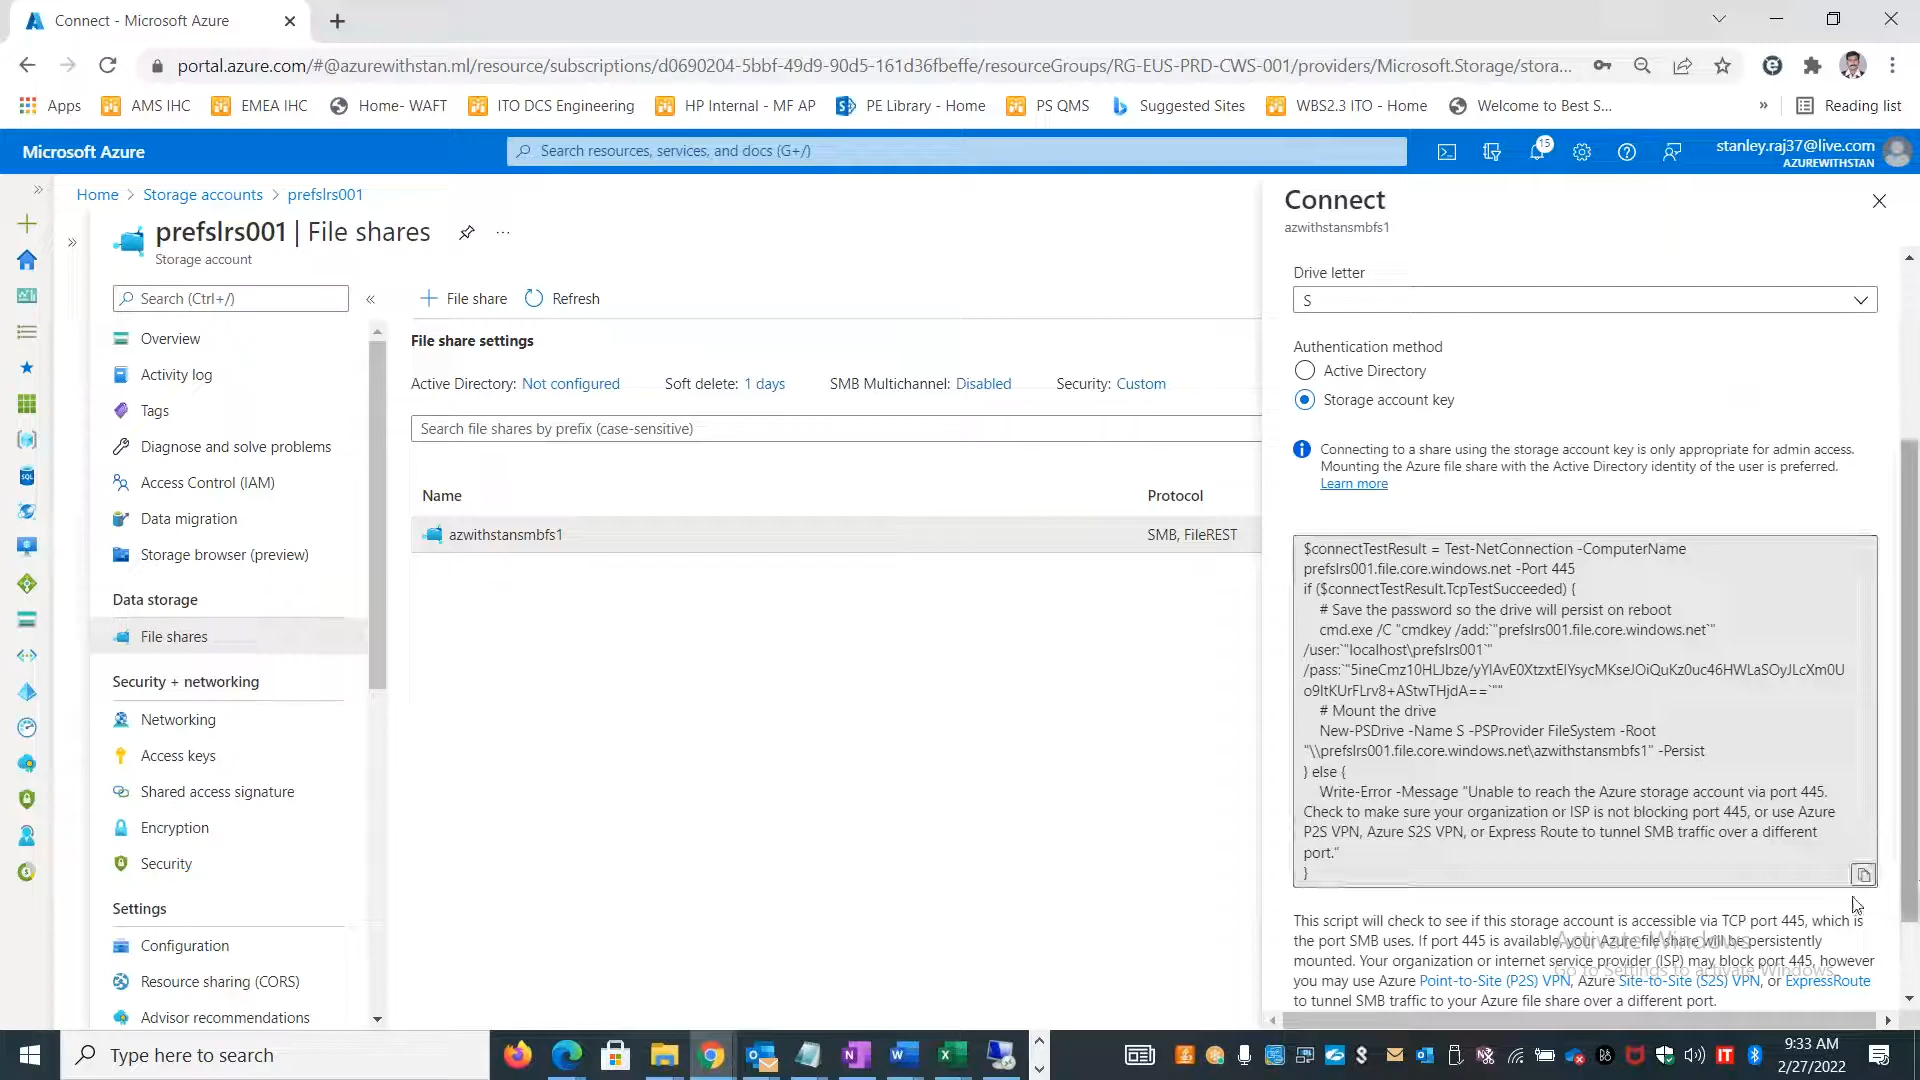 Connect - Microsoft Azure
portal.azure.com/#@azurewithstan.ml/resource/subscriptions/d0690204-5bbf-49d9-90d5-161d36fbeffe/resourceGroups/RG-EUS-PRD-CWS-001/providers/Microsoft.Storage/stora...
Apps AMS IHC EMEA IHC Home- WAFT ITO DCS Engineering HP Internal - MF AP PE Library - Home PS QMS Suggested Sites WBS2.3 ITO - Home Welcome to Best S... » Reading list
Microsoft Azure
Search resources, services, and docs (G+/)
15
stanley.raj37@live.com
AZUREWITHSTAN
Home > Storage accounts > prefslrs001
prefslrs001 | File shares
Storage account
Search (Ctrl+/)
Overview
Activity log
Tags
Diagnose and solve problems
Access Control (IAM)
Data migration
Storage browser (preview)
Data storage
File shares
Security + networking
Networking
Access keys
Shared access signature
Encryption
Security
Settings
Configuration
Resource sharing (CORS)
Advisor recommendations
File share Refresh
File share settings
Active Directory: Not configured Soft delete: 1 days SMB Multichannel: Disabled Security: Custom
Search file shares by prefix (case-sensitive)
Name Protocol
azwithstansmbfs1 SMB, FileREST
Connect
azwithstansmbfs1
Drive letter
S
Authentication method
Active Directory
Storage account key
Connecting to a share using the storage account key is only appropriate for admin access.
Mounting the Azure file share with the Active Directory identity of the user is preferred.
Learn more
$connectTestResult = Test-NetConnection -ComputerName
prefslrs001.file.core.windows.net -Port 445
if ($connectTestResult.TcpTestSucceeded) {
# Save the password so the drive will persist on reboot
cmd.exe /C "cmdkey /add:`"prefslrs001.file.core.windows.net`"
/user:`"localhost\prefslrs001`"
/pass:`"
# Mount the drive
New-PSDrive -Name S -PSProvider FileSystem -Root
"\\prefslrs001.file.core.windows.net\azwithstansmbfs1" -Persist
} else {
Write-Error -Message "Unable to reach the Azure storage account via port 445.
Check to make sure your organization or ISP is not blocking port 445, or use Azure
P2S VPN, Azure S2S VPN, or Express Route to tunnel SMB traffic over a different
port."
}
This script will check to see if this storage account is accessible via TCP port 445, which is
the port SMB uses. If port 445 is available, your Azure file share will be persistently
mounted. Your organization or internet service provider (ISP) may block port 445, however
you may use Azure Point-to-Site (P2S) VPN, Azure Site-to-Site (S2S) VPN, or ExpressRoute
to tunnel SMB traffic to your Azure file share over a different port.
Activate Windows
Go to Settings to activate Windows.
Type here to search
9:33 AM
2/27/2022